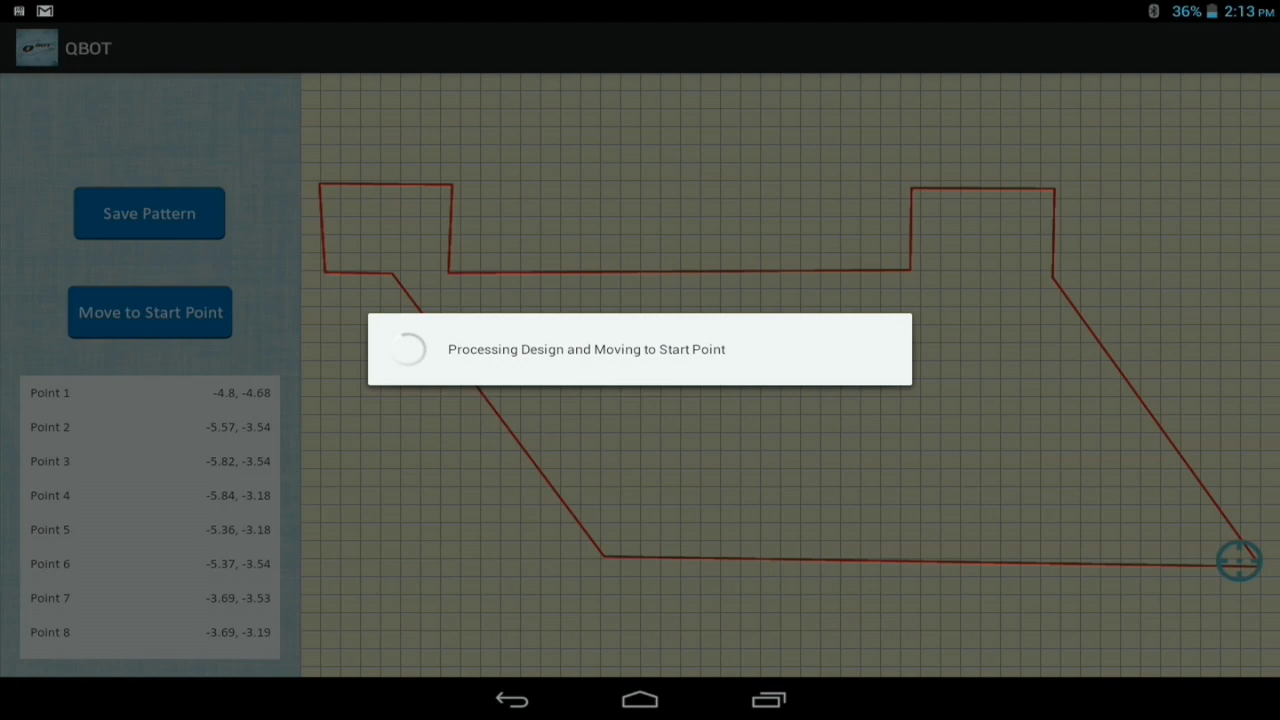 36% 2:13 PM
QBOT
Save Pattern
Move to Start Point
Processing Design and Moving to Start Point
Point 1 -4.8, -4.68
Point 2 -5.57, -3.54
Point 3 -5.82, -3.54
Point 4 -5.84, -3.18
Point 5 -5.36, -3.18
Point 6 -5.37, -3.54
Point 7 -3.69, -3.53
Point 8 -3.69, -3.19